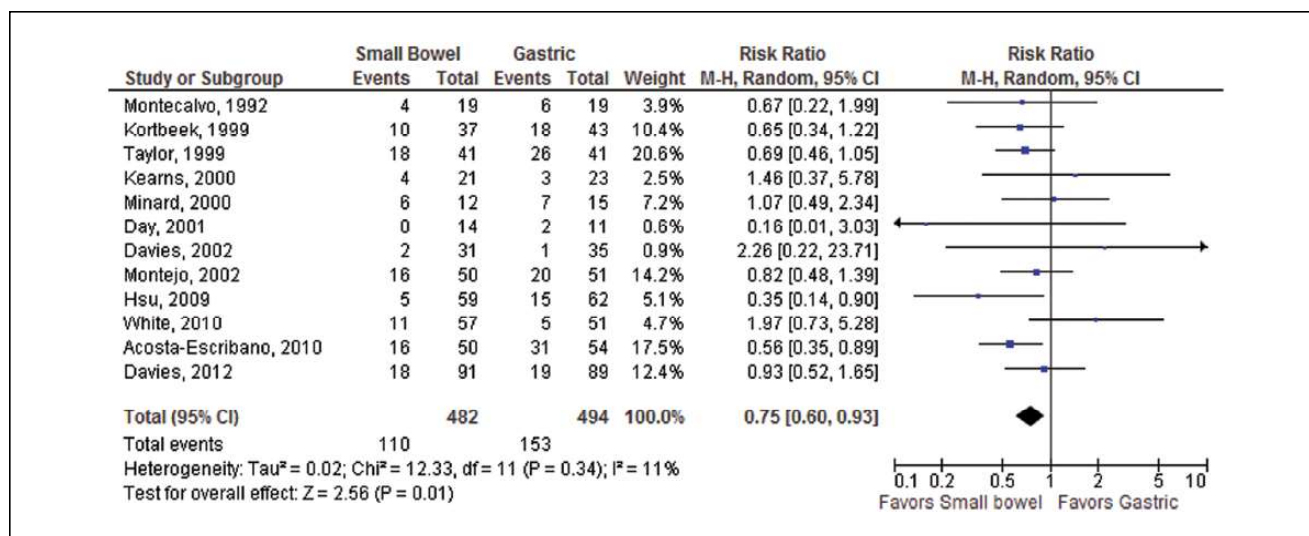 Small Bowel Gastric Risk Ratio Risk Ratio
Study or Subgroup Events Total Events Total Weight M-H, Random, 95% CI M-H, Random, 95% CI
Montecalvo, 1992 4 19 6 19 3.9% 0.67 [0.22, 1.99]
Kortbeek, 1999 10 37 18 43 10.4% 0.65 [0.34, 1.22]
Taylor, 1999 18 41 26 41 20.6% 0.69 [0.46, 1.05]
Kearns, 2000 4 21 3 23 2.5% 1.46 [0.37, 5.78]
Minard, 2000 6 12 7 15 7.2% 1.07 [0.49, 2.34]
Day, 2001 0 14 2 11 0.6% 0.16 [0.01, 3.03]
Davies, 2002 2 31 1 35 0.9% 2.26 [0.22, 23.71]
Montejo, 2002 16 50 20 51 14.2% 0.82 [0.48, 1.39]
Hsu, 2009 5 59 15 62 5.1% 0.35 [0.14, 0.90]
White, 2010 11 57 5 51 4.7% 1.97 [0.73, 5.28]
Acosta-Escribano, 2010 16 50 31 54 17.5% 0.56 [0.35, 0.89]
Davies, 2012 18 91 19 89 12.4% 0.93 [0.52, 1.65]
Total (95% CI) 482 494 100.0% 0.75 [0.60, 0.93]
Total events 110 153
Heterogeneity: Tau² = 0.02; Chi² = 12.33, df = 11 (P = 0.34); I² = 11%
Test for overall effect: Z = 2.56 (P = 0.01)
0.1 0.2 0.5 1 2 5 10
Favors Small bowel Favors Gastric